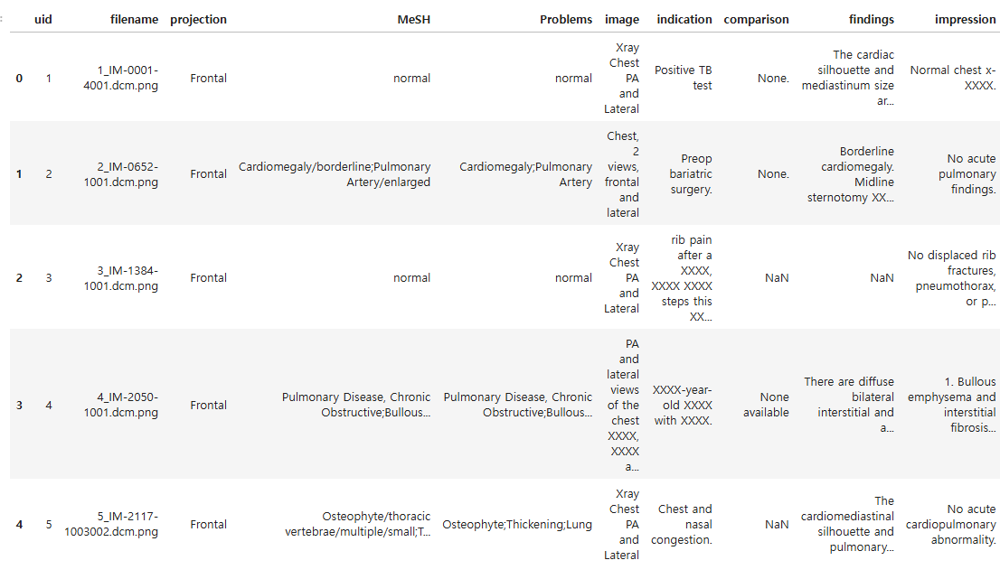 uid filename projection MeSH Problems image indication comparison findings impression
0 1 1_IM-0001-4001.dcm.png Frontal normal normal Xray Chest PA and Lateral Positive TB test None. The cardiac silhouette and mediastinum size ar... Normal chest x-XXXX.
1 2 2_IM-0652-1001.dcm.png Frontal Cardiomegaly/borderline;Pulmonary Artery/enlarged Cardiomegaly;Pulmonary Artery Chest, 2 views, frontal and lateral Preop bariatric surgery. None. Borderline cardiomegaly. Midline sternotomy XX... No acute pulmonary findings.
2 3 3_IM-1384-1001.dcm.png Frontal normal normal Xray Chest PA and Lateral rib pain after a XXXX, XXXX XXXX steps this XX... NaN NaN No displaced rib fractures, pneumothorax, or p...
3 4 4_IM-2050-1001.dcm.png Frontal Pulmonary Disease, Chronic Obstructive;Bullous... Pulmonary Disease, Chronic Obstructive;Bullous... PA and lateral views of the chest XXXX, XXXX a... XXXX-year-old XXXX with XXXX. None available There are diffuse bilateral interstitial and a... 1. Bullous emphysema and interstitial fibrosis...
4 5 5_IM-2117-1003002.dcm.png Frontal Osteophyte/thoracic vertebrae/multiple/small;T... Osteophyte;Thickening;Lung Xray Chest PA and Lateral Chest and nasal congestion. NaN The cardiomediastinal silhouette and pulmonary... No acute cardiopulmonary abnormality.